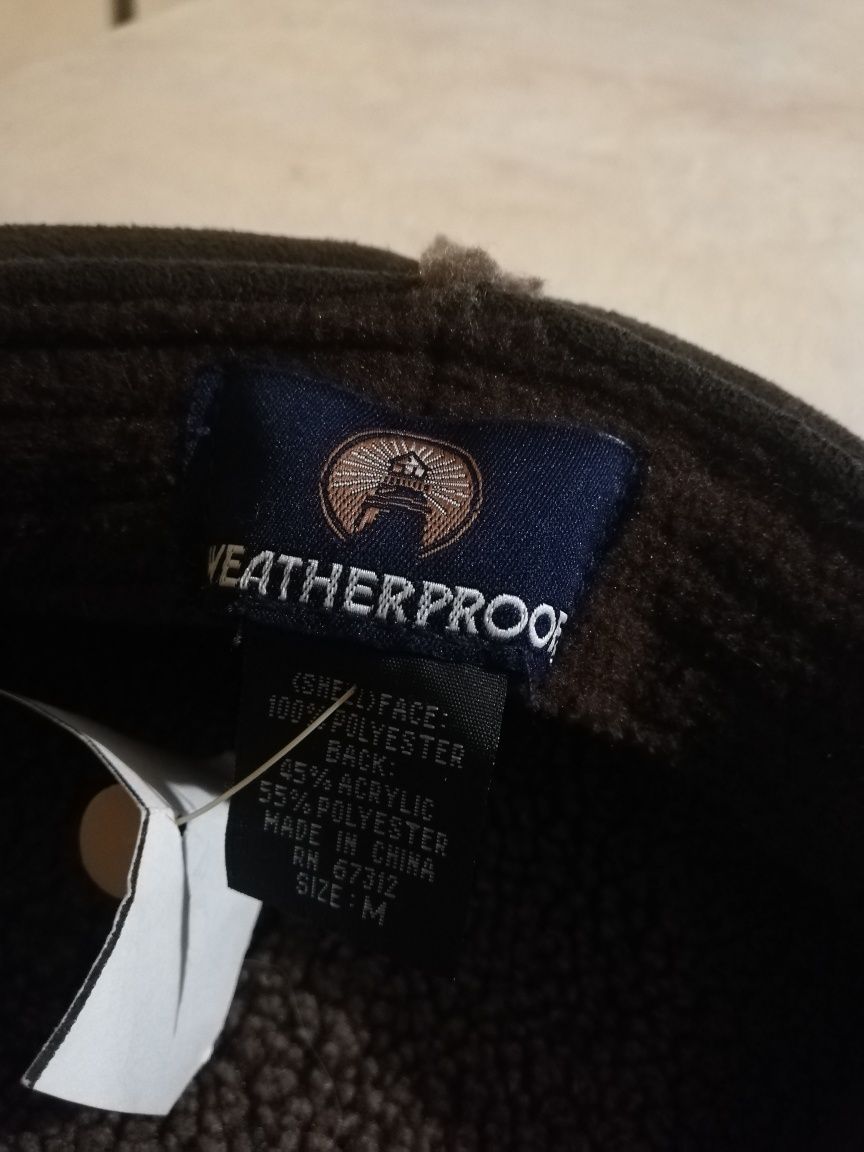 WEATHERPROOF
(SHELL)FACE:
100% POLYESTER
BACK:
45% ACRYLIC
55% POLYESTER
MADE IN CHINA
RN 67312
SIZE: M